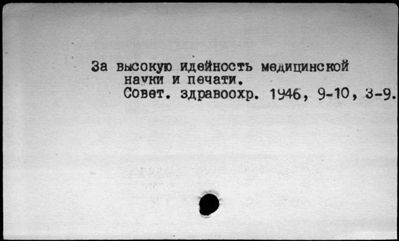 За высокую идейность медицинской
науки и печати.
Совет. здравоохр. 1946, 9-10, 3-9.